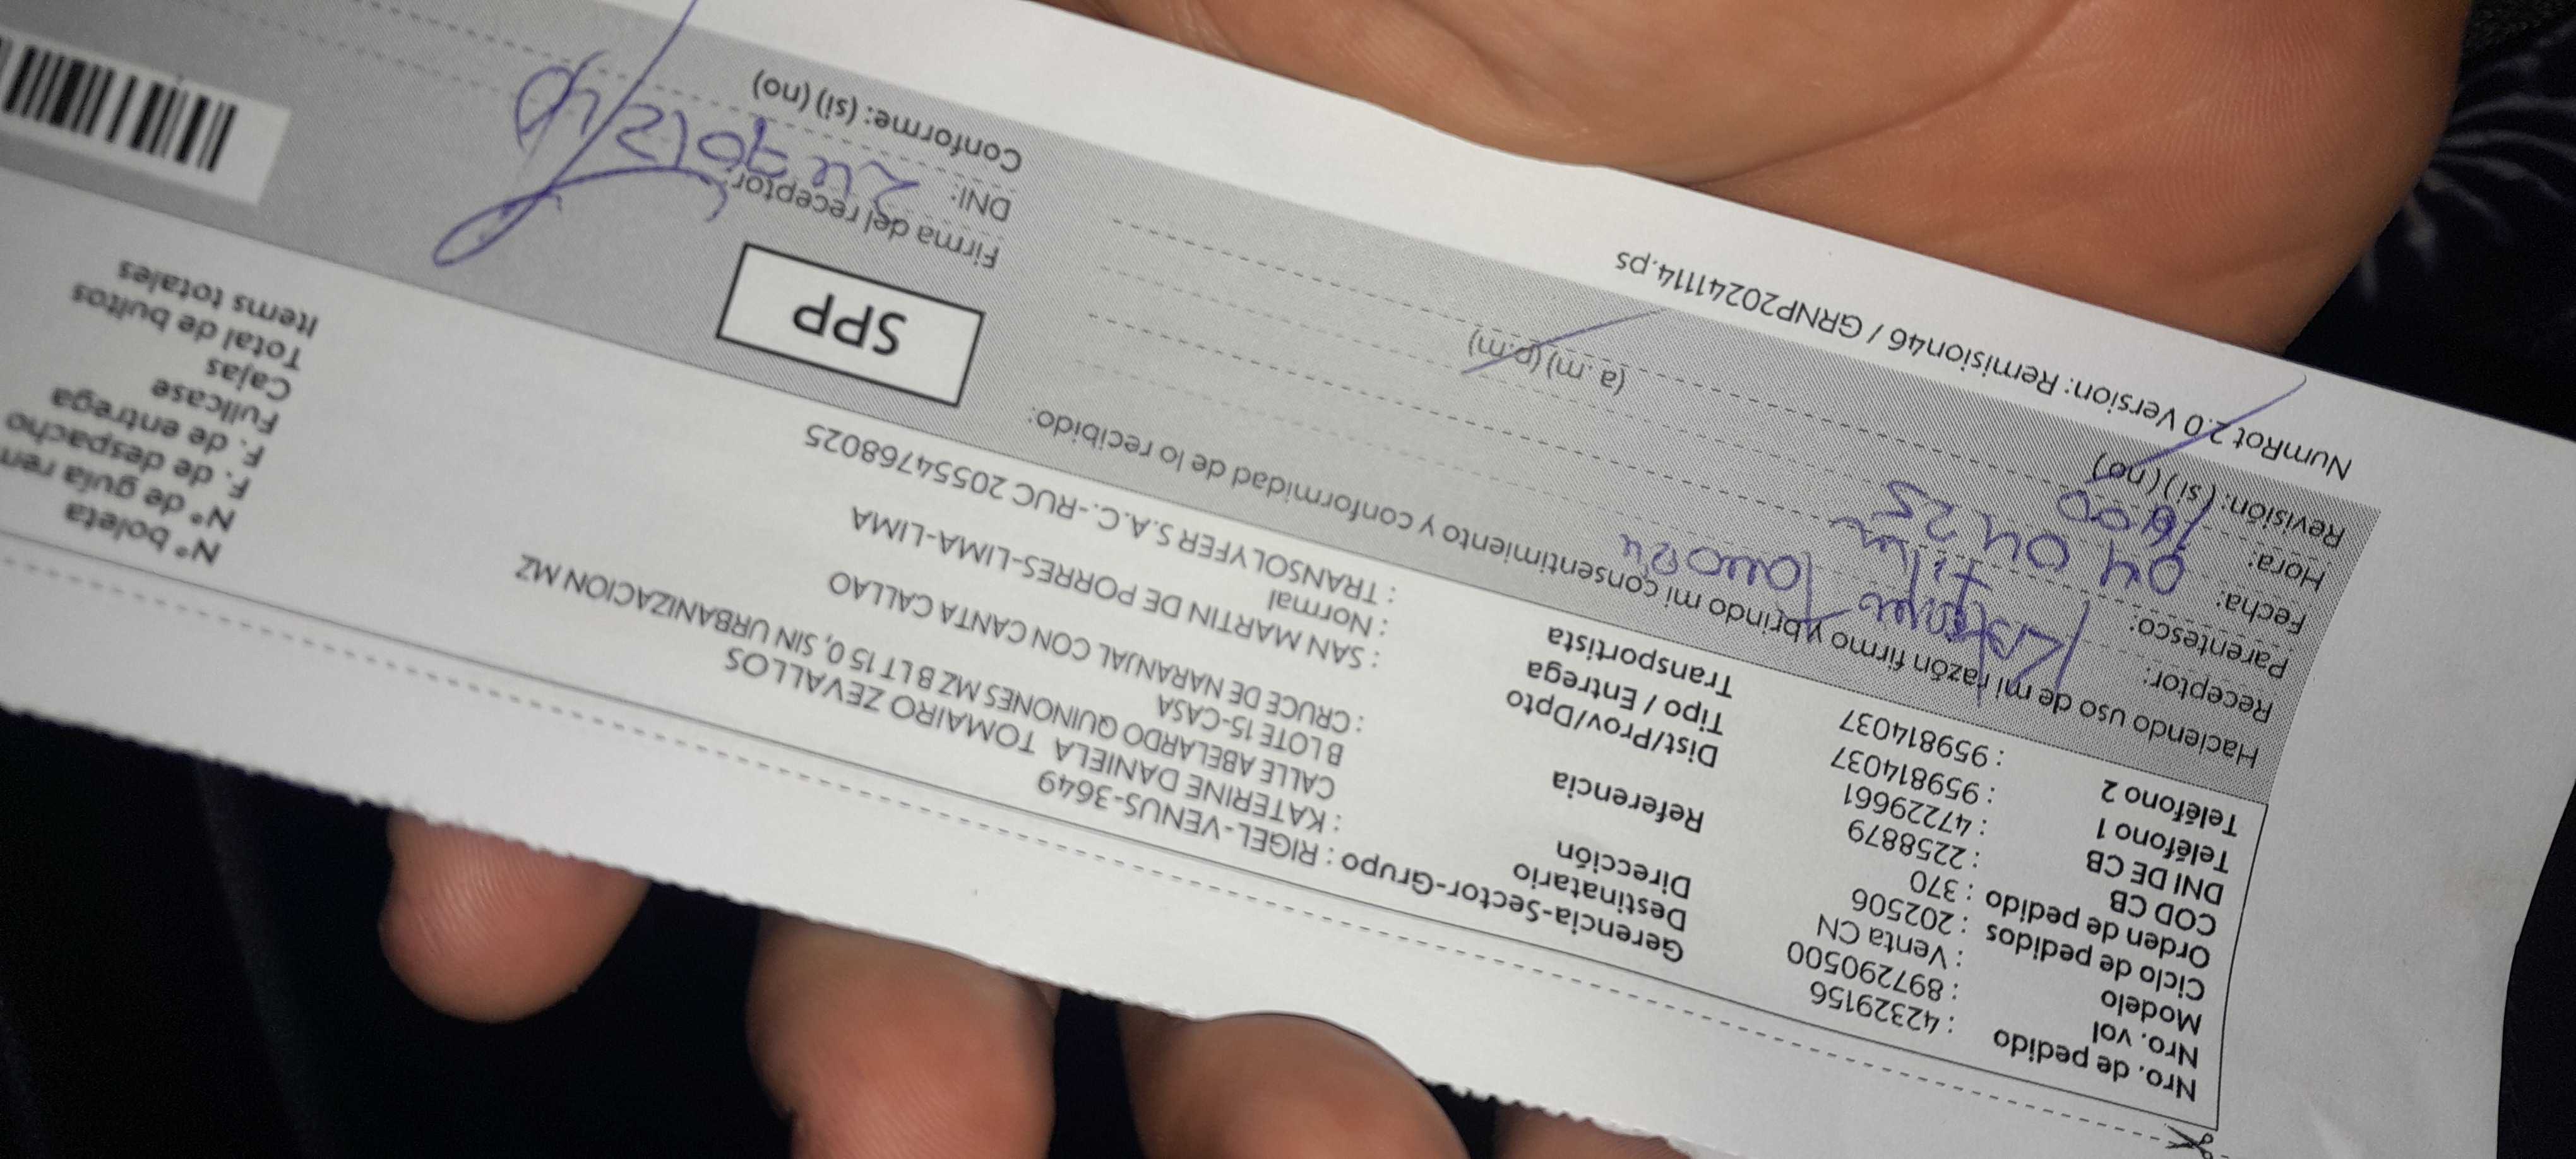 Nro. de pedido : 42329156
Nro. vol : 897290500
Modelo : Venta CN
Ciclo de pedidos : 202506
Orden de pedido : 370
COD CB : 2258879
DNI DE CB : 47229661
Teléfono 1 : 959814037
Teléfono 2 : 959814037
Gerencia-Sector-Grupo : RIGEL-VENUS-3649
Destinatario : KATERINE DANIELA TOMAIRO ZEVALLOS
Dirección CALLE ABELARDO QUINONES MZ B LT 15 0, SIN URBANIZACION MZ
B LOTE 15-CASA
Referencia : CRUCE DE NARANJAL CON CANTA CALLAO
Dist/Prov/Dpto : SAN MARTIN DE PORRES-LIMA-LIMA
Tipo / Entrega : Normal
Transportista : TRANSOLYFER S.A.C.-RUC 20554768025
N° boleta
N° de guía rem
F. de despacho
F. de entrega
Fullcase
Cajas
Total de bultos
Items totales
Haciendo uso de mi razón firmo y brindo mi consentimiento y conformidad de lo recibido:
SPP
Receptor:
Parentesco:
Fecha: 04 04 25
Hora:
(a.m) (p.m)
Revisión: (si) (no)
Firma del receptor
DNI:
Conforme: (si) (no)
NumRot 2.0 Version: Remision46 / GRNP20241114.ps